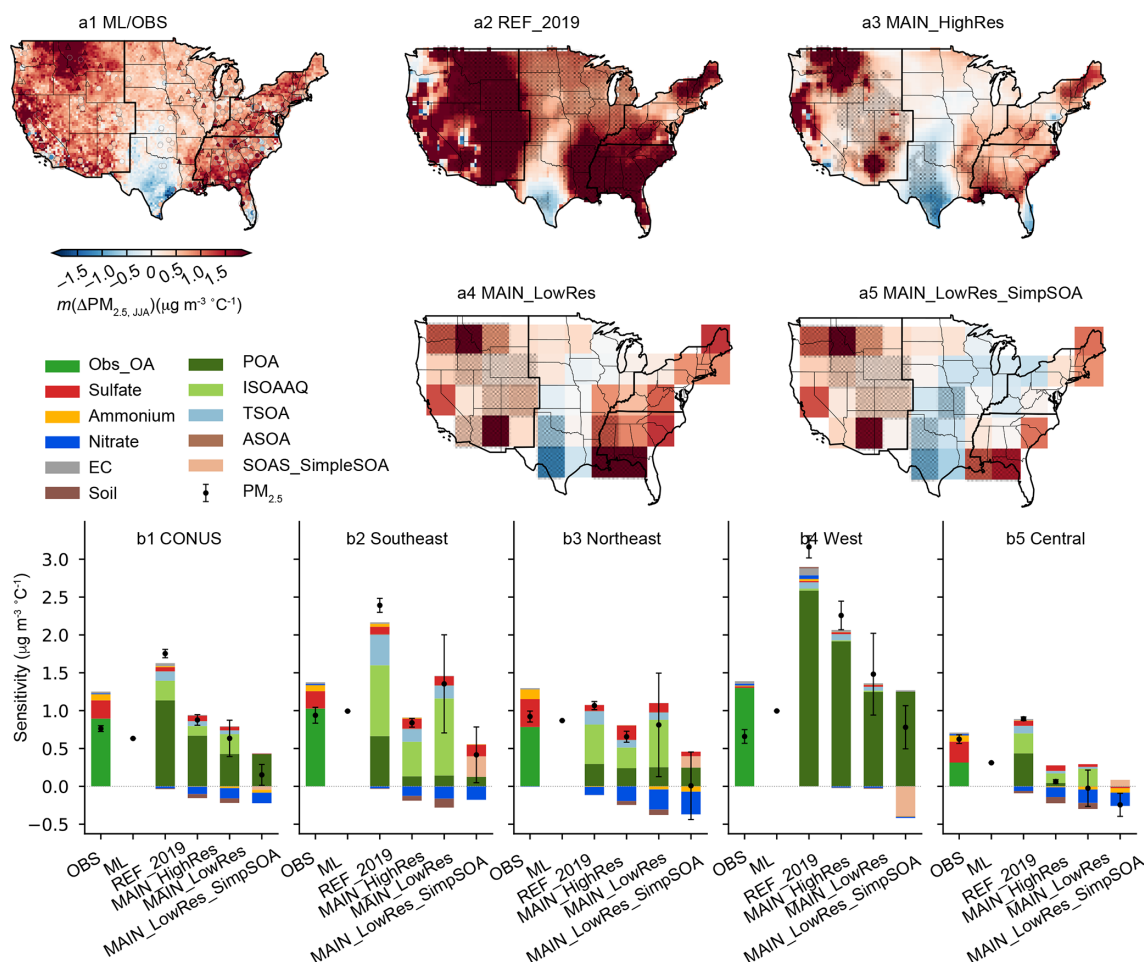 a1 ML/OBS
a2 REF_2019
a3 MAIN_HighRes
−1.5 −1.0 −0.5 0 0.5 1.0 1.5
m(ΔPM2.5, JJA)(μg m-3 °C-1)
a4 MAIN_LowRes
a5 MAIN_LowRes_SimpSOA
Obs_OA
Sulfate
Ammonium
Nitrate
EC
Soil
POA
ISOAAQ
TSOA
ASOA
SOAS_SimpleSOA
PM2.5
Sensitivity (μg m-3 °C-1)
3.0
2.5
2.0
1.5
1.0
0.5
0.0
−0.5
b1 CONUS
b2 Southeast
b3 Northeast
b4 West
b5 Central
OBS
ML
REF_2019
MAIN_HighRes
MAIN_LowRes
MAIN_LowRes_SimpSOA
OBS
ML
REF_2019
MAIN_HighRes
MAIN_LowRes
MAIN_LowRes_SimpSOA
OBS
ML
REF_2019
MAIN_HighRes
MAIN_LowRes
MAIN_LowRes_SimpSOA
OBS
ML
REF_2019
MAIN_HighRes
MAIN_LowRes
MAIN_LowRes_SimpSOA
OBS
ML
REF_2019
MAIN_HighRes
MAIN_LowRes
MAIN_LowRes_SimpSOA